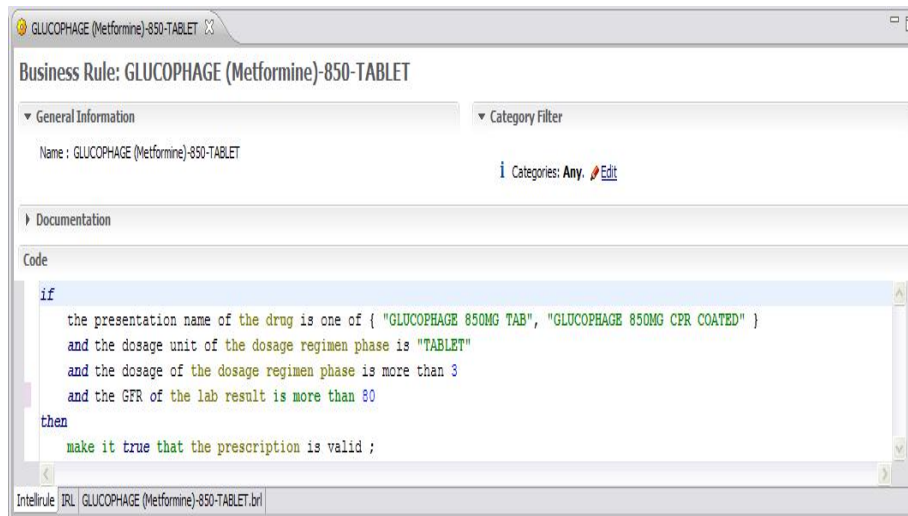 GLUCOPHAGE (Metformine)-850-TABLET
Business Rule: GLUCOPHAGE (Metformine)-850-TABLET
General Information
Category Filter
Name : GLUCOPHAGE (Metformine)-850-TABLET
i Categories: Any. Edit
Documentation
Code
if
the presentation name of the drug is one of { "GLUCOPHAGE 850MG TAB", "GLUCOPHAGE 850MG CPR COATED" }
and the dosage unit of the dosage regimen phase is "TABLET"
and the dosage of the dosage regimen phase is more than 3
and the GFR of the lab result is more than 80
then
make it true that the prescription is valid ;
Intellirule IRL GLUCOPHAGE (Metformine)-850-TABLET.brl